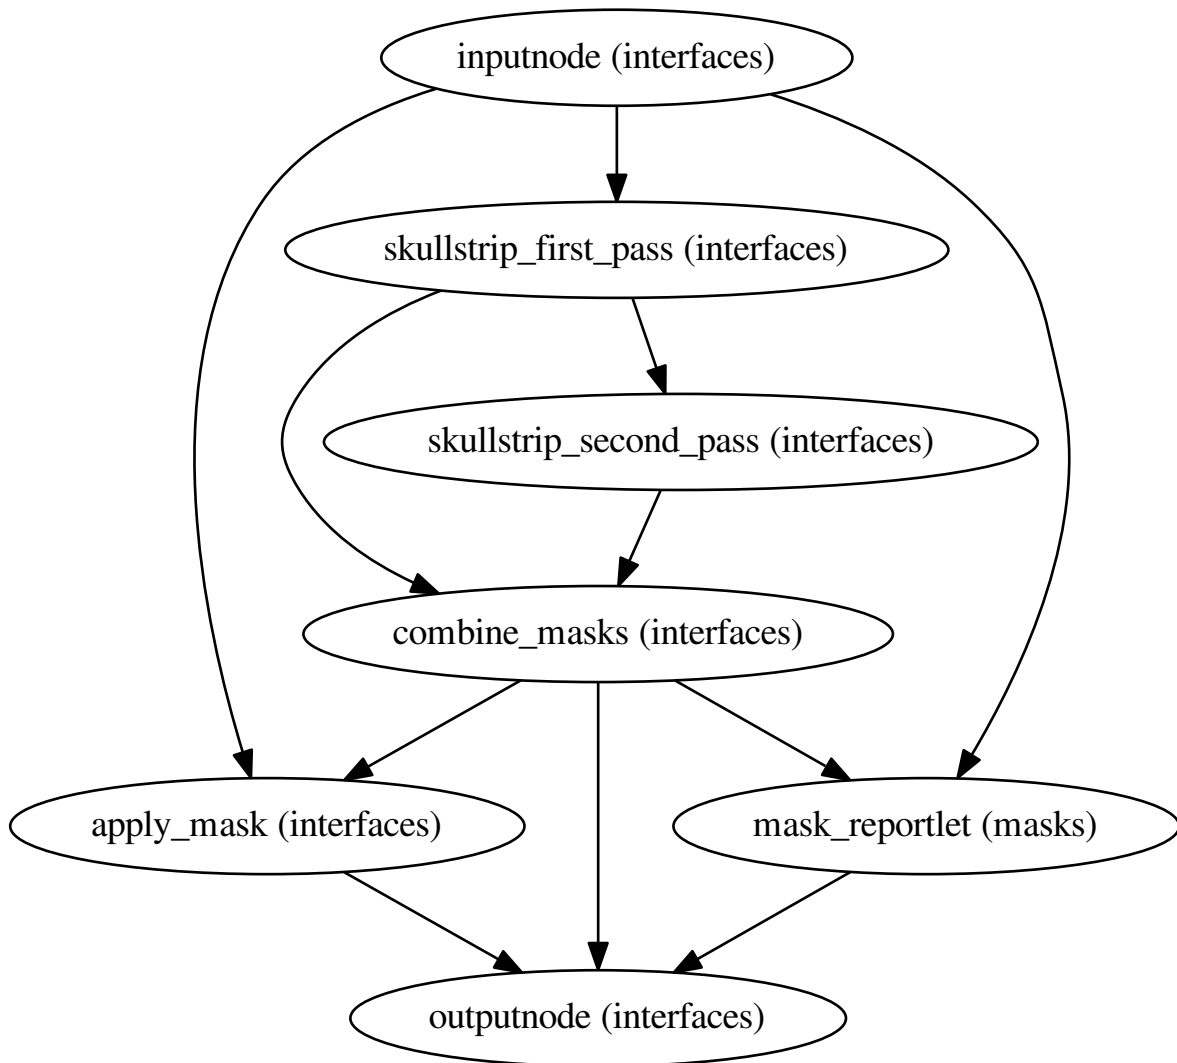 inputnode (interfaces)
skullstrip_first_pass (interfaces)
skullstrip_second_pass (interfaces)
combine_masks (interfaces)
apply_mask (interfaces)
mask_reportlet (masks)
outputnode (interfaces)